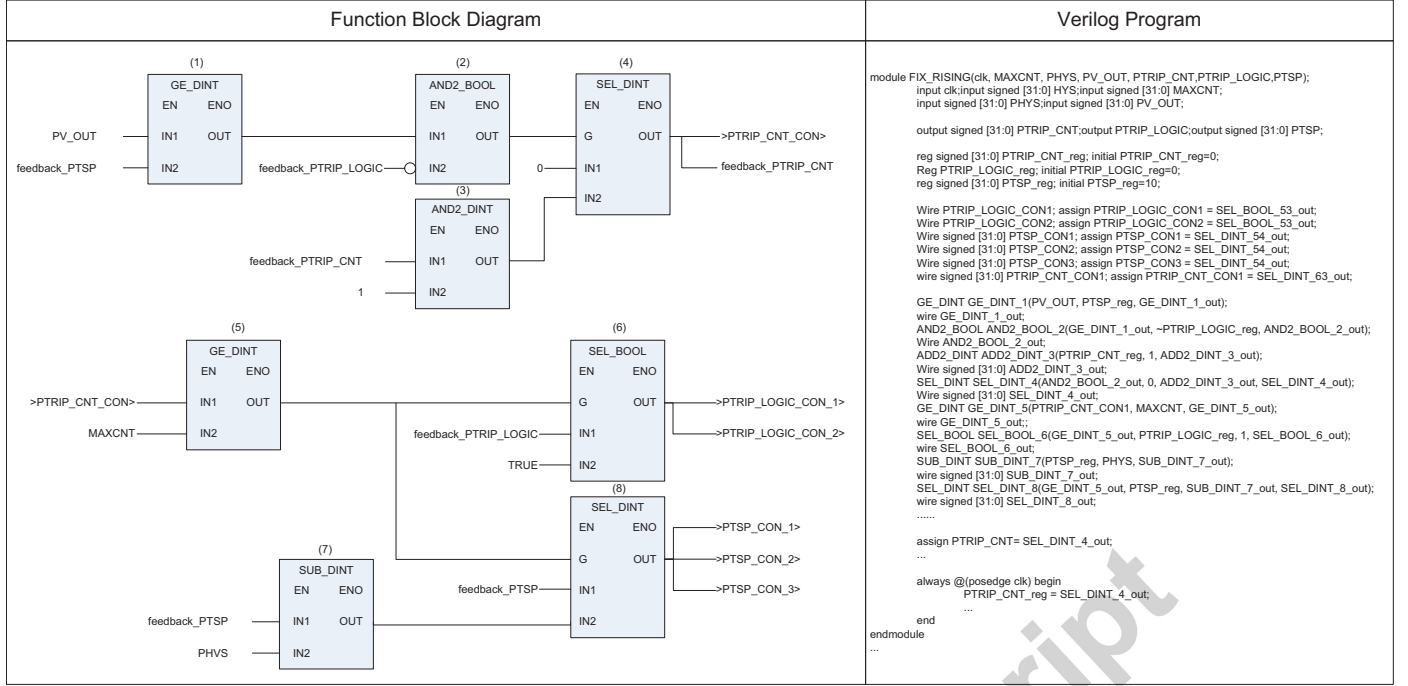 Function Block Diagram
Verilog Program
(1)
GE_DINT
EN ENO
IN1 OUT
IN2
PV_OUT
feedback_PTSP
(2)
AND2_BOOL
EN ENO
IN1 OUT
IN2
feedback_PTRIP_LOGIC
(3)
AND2_DINT
EN ENO
IN1 OUT
IN2
feedback_PTRIP_CNT
1
(4)
SEL_DINT
EN ENO
G OUT
IN1
IN2
0
>PTRIP_CNT_CON>
feedback_PTRIP_CNT
(5)
GE_DINT
EN ENO
IN1 OUT
IN2
>PTRIP_CNT_CON>
MAXCNT
(6)
SEL_BOOL
EN ENO
G OUT
IN1
IN2
feedback_PTRIP_LOGIC
TRUE
>PTRIP_LOGIC_CON_1>
>PTRIP_LOGIC_CON_2>
(7)
SUB_DINT
EN ENO
IN1 OUT
IN2
feedback_PTSP
PHVS
(8)
SEL_DINT
EN ENO
G OUT
IN1
IN2
feedback_PTSP
>PTSP_CON_1>
>PTSP_CON_2>
>PTSP_CON_3>
module FIX_RISING(clk, MAXCNT, PHYS, PV_OUT, PTRIP_CNT,PTRIP_LOGIC,PTSP);
input clk;input signed [31:0] HYS;input signed [31:0] MAXCNT;
input signed [31:0] PHYS;input signed [31:0] PV_OUT;
output signed [31:0] PTRIP_CNT;output PTRIP_LOGIC;output signed [31:0] PTSP;
reg signed [31:0] PTRIP_CNT_reg; initial PTRIP_CNT_reg=0;
Reg PTRIP_LOGIC_reg; initial PTRIP_LOGIC_reg=0;
reg signed [31:0] PTSP_reg; initial PTSP_reg=10;
Wire PTRIP_LOGIC_CON1; assign PTRIP_LOGIC_CON1 = SEL_BOOL_53_out;
Wire PTRIP_LOGIC_CON2; assign PTRIP_LOGIC_CON2 = SEL_BOOL_53_out;
Wire signed [31:0] PTSP_CON1; assign PTSP_CON1 = SEL_DINT_54_out;
Wire signed [31:0] PTSP_CON2; assign PTSP_CON2 = SEL_DINT_54_out;
Wire signed [31:0] PTSP_CON3; assign PTSP_CON3 = SEL_DINT_54_out;
wire signed [31:0] PTRIP_CNT_CON1; assign PTRIP_CNT_CON1 = SEL_DINT_63_out;
GE_DINT GE_DINT_1(PV_OUT, PTSP_reg, GE_DINT_1_out);
wire GE_DINT_1_out;
AND2_BOOL AND2_BOOL_2(GE_DINT_1_out, ~PTRIP_LOGIC_reg, AND2_BOOL_2_out);
Wire AND2_BOOL_2_out;
ADD2_DINT ADD2_DINT_3(PTRIP_CNT_reg, 1, ADD2_DINT_3_out);
Wire signed [31:0] ADD2_DINT_3_out;
SEL_DINT SEL_DINT_4(AND2_BOOL_2_out, 0, ADD2_DINT_3_out, SEL_DINT_4_out);
Wire signed [31:0] SEL_DINT_4_out;
GE_DINT GE_DINT_5(PTRIP_CNT_CON1, MAXCNT, GE_DINT_5_out);
wire GE_DINT_5_out;;
SEL_BOOL SEL_BOOL_6(GE_DINT_5_out, PTRIP_LOGIC_reg, 1, SEL_BOOL_6_out);
wire SEL_BOOL_6_out;
SUB_DINT SUB_DINT_7(PTSP_reg, PHYS, SUB_DINT_7_out);
wire signed [31:0] SUB_DINT_7_out;
SEL_DINT SEL_DINT_8(GE_DINT_5_out, PTSP_reg, SUB_DINT_7_out, SEL_DINT_8_out);
wire signed [31:0] SEL_DINT_8_out;
......
assign PTRIP_CNT= SEL_DINT_4_out;
...
always @(posedge clk) begin
PTRIP_CNT_reg = SEL_DINT_4_out;
...
end
endmodule
...
ript